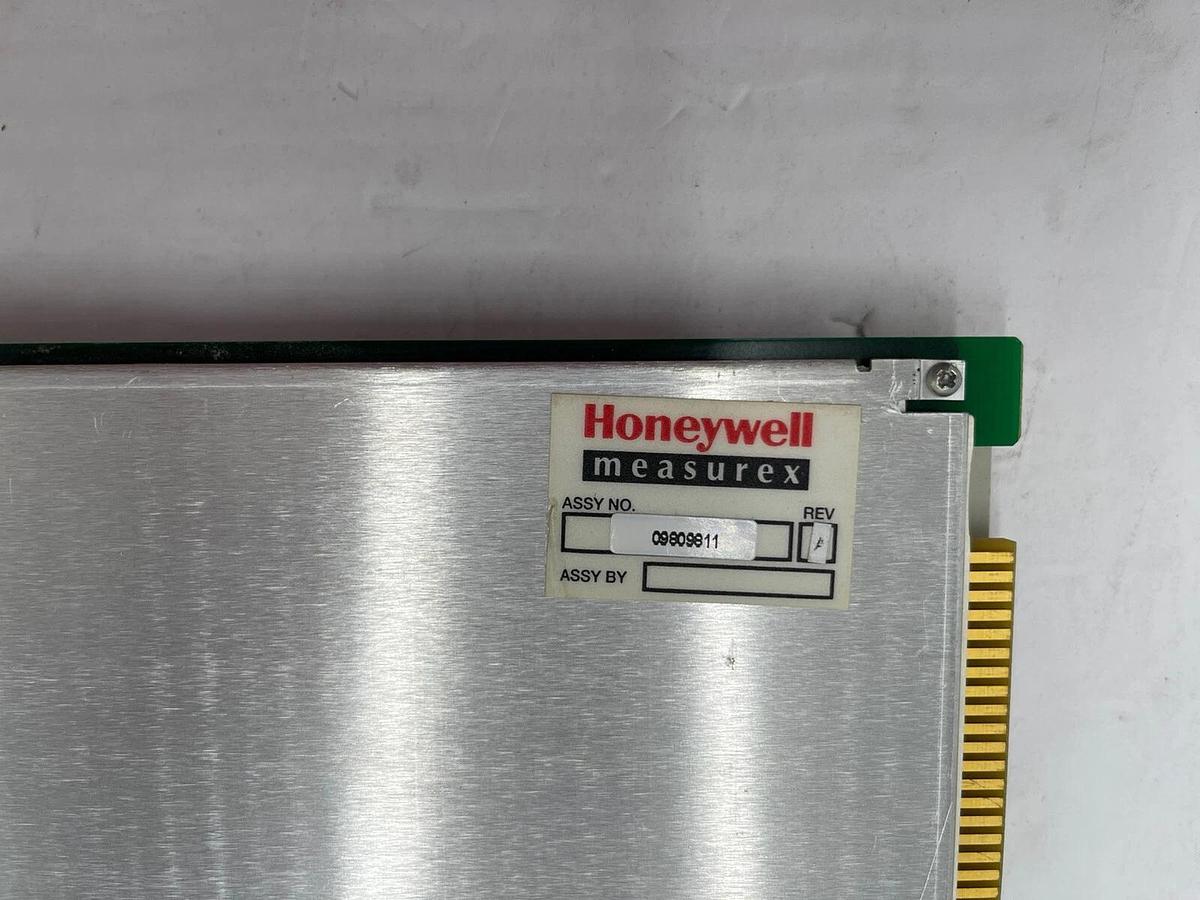 Honeywell
measurex
ASSY NO.
REV
09809811
ASSY BY